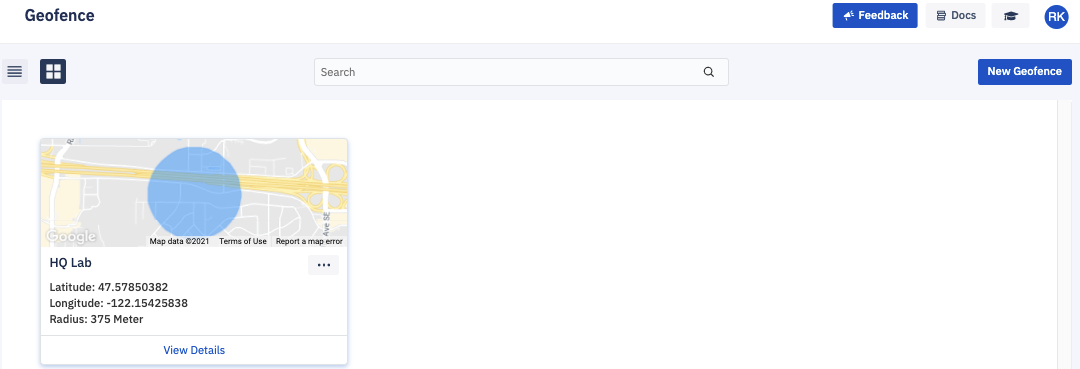 Geofence
Feedback
Docs
RK
Search
New Geofence
Ave SE
Google
Map data ©2021 Terms of Use Report a map error
HQ Lab
Latitude: 47.57850382
Longitude: -122.15425838
Radius: 375 Meter
View Details